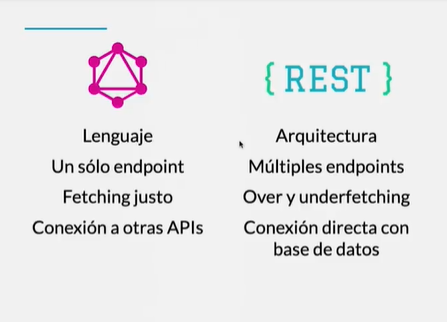 { REST }
Lenguaje
Un sólo endpoint
Fetching justo
Conexión a otras APIs
Arquitectura
Múltiples endpoints
Over y underfetching
Conexión directa con
base de datos